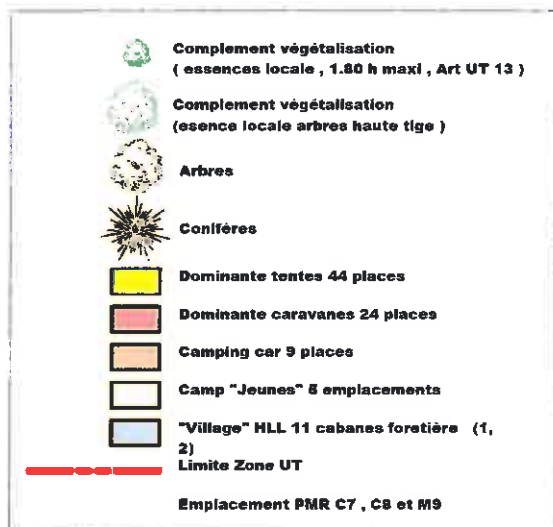 Complement végétalisation
( essences locale , 1.80 h maxi , Art UT 13 )
Complement végétalisation
(esence locale arbres haute tige )
Arbres
Conifères
Dominante tentes 44 places
Dominante caravanes 24 places
Camping car 9 places
Camp "Jeunes" 5 emplacements
"Village" HLL 11 cabanes foretière (1,
2)
Limite Zone UT
Emplacement PMR C7 , C8 et M9